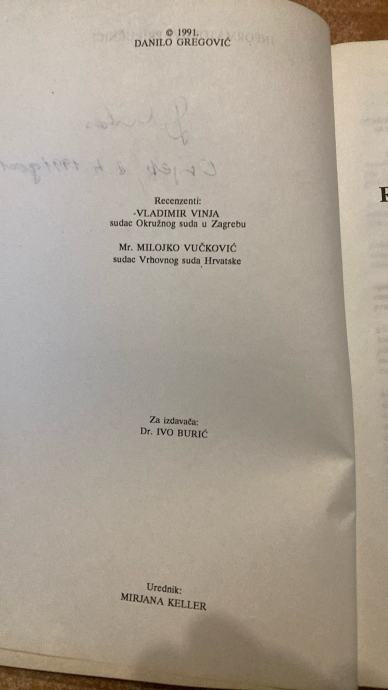 © 1991.
DANILO GREGOVIĆ
Recenzenti:
-VLADIMIR VINJA
sudac Okružnog suda u Zagrebu
Mr. MILOJKO VUČKOVIĆ
sudac Vrhovnog suda Hrvatske
Za izdavača:
Dr. IVO BURIĆ
Urednik:
MIRJANA KELLER